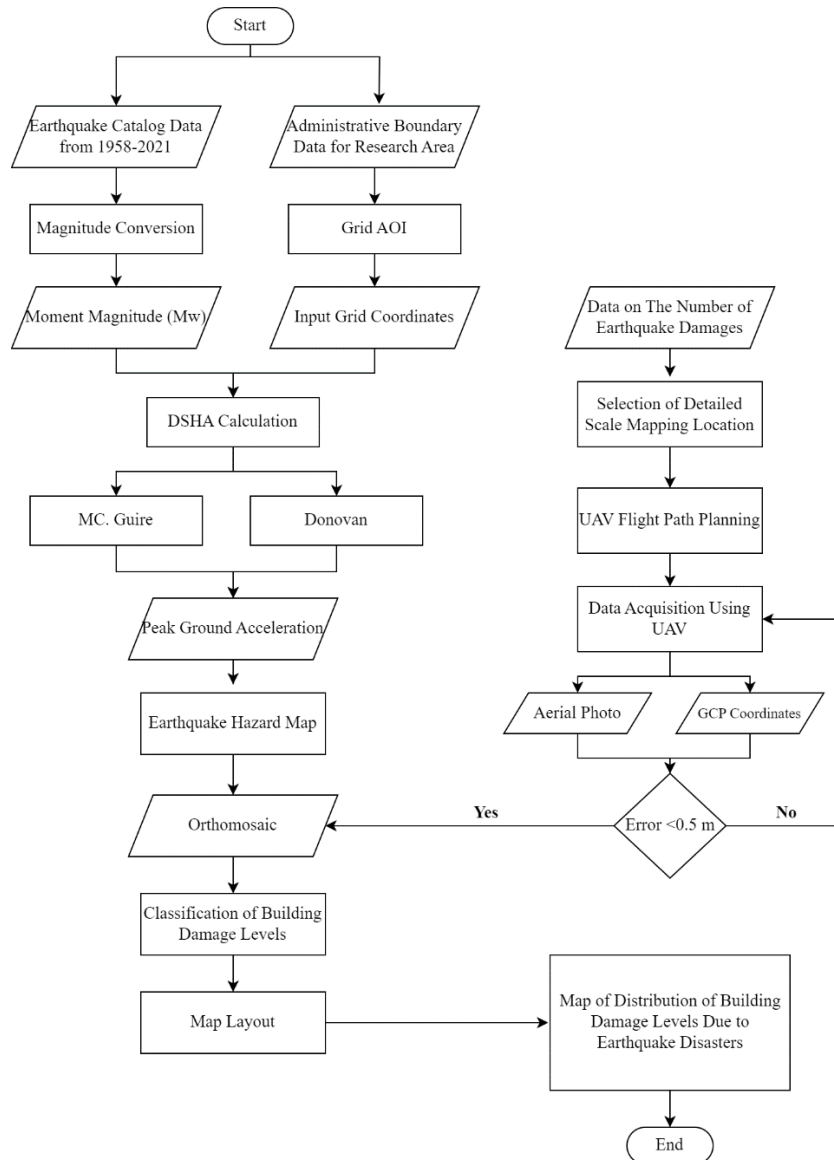 Start
Earthquake Catalog Data
from 1958-2021
Administrative Boundary
Data for Research Area
Magnitude Conversion
Grid AOI
Moment Magnitude (Mw)
Input Grid Coordinates
Data on The Number of
Earthquake Damages
DSHA Calculation
Selection of Detailed
Scale Mapping Location
MC. Guire
Donovan
UAV Flight Path Planning
Peak Ground Acceleration
Data Acquisition Using
UAV
Earthquake Hazard Map
Aerial Photo
GCP Coordinates
Orthomosaic
Yes
Error <0.5 m
No
Classification of Building
Damage Levels
Map Layout
Map of Distribution of Building
Damage Levels Due to
Earthquake Disasters
End